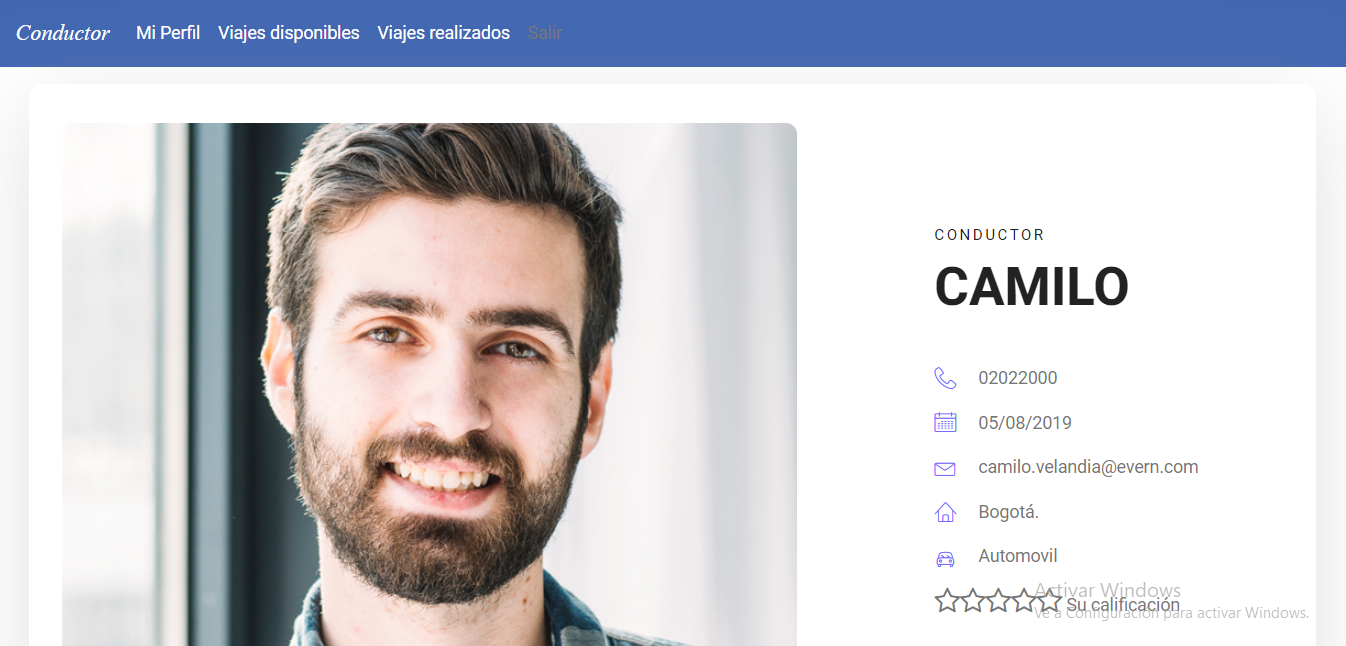 Conductor Mi Perfil Viajes disponibles Viajes realizados Salir
CONDUCTOR
CAMILO
02022000
05/08/2019
camilo.velandia@evern.com
Bogotá.
Automovil
Activar Windows
Su calificación
Ve a Configuración para activar Windows.